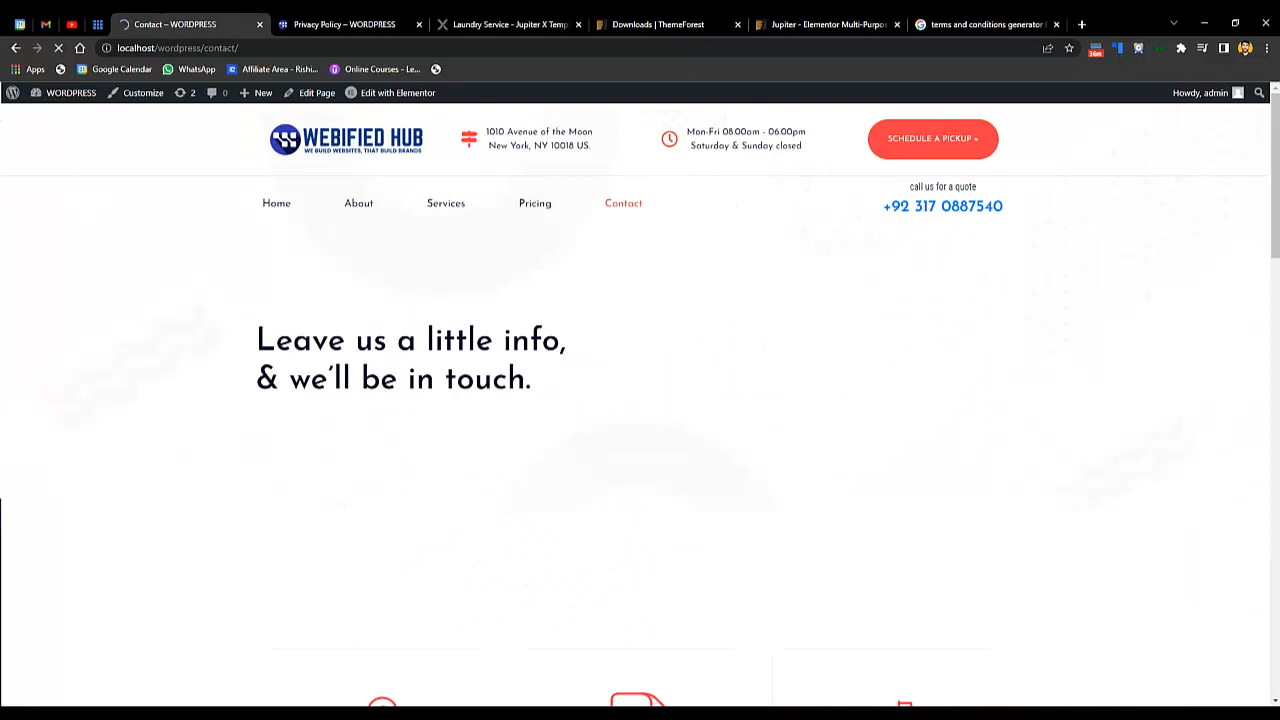 Contact – WORDPRESS
Privacy Policy – WORDPRESS
Laundry Service - Jupiter X Temp
Downloads | ThemeForest
Jupiter - Elementor Multi-Purpos
terms and conditions generator
localhost/wordpress/contact/
16m
Apps
Google Calendar
WhatsApp
Affiliate Area - Rishi...
Online Courses - Le...
WORDPRESS
Customize
2
0
New
Edit Page
Edit with Elementor
Howdy, admin
WEBIFIED HUB
WE BUILD WEBSITES, THAT BUILD BRANDS
1010 Avenue of the Moon
New York, NY 10018 US.
Mon-Fri 08.00am - 06.00pm
Saturday & Sunday closed
SCHEDULE A PICKUP »
Home
About
Services
Pricing
Contact
call us for a quote
+92 317 0887540
Leave us a little info,
& we'll be in touch.